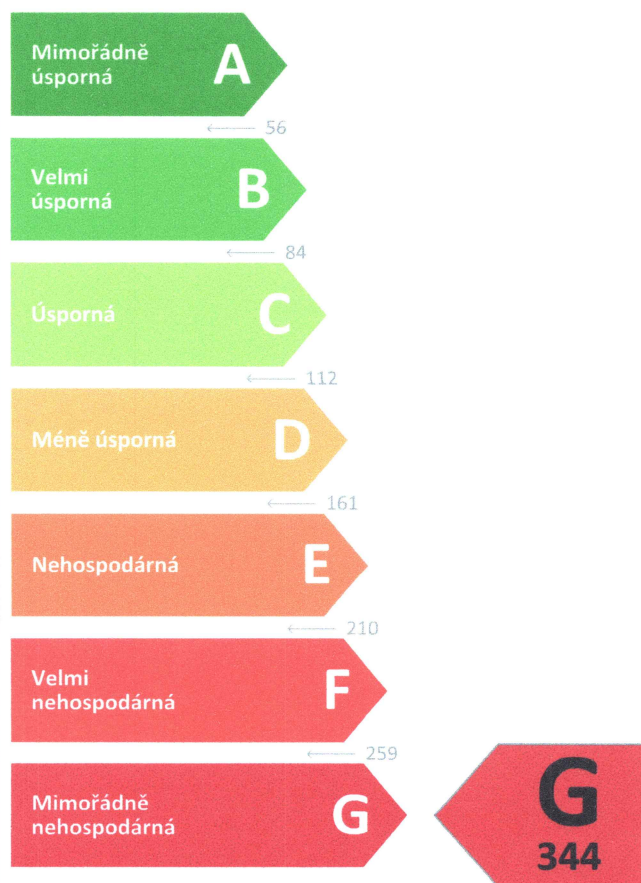 Mimořádně
úsporná
A
← 56
Velmi
úsporná
B
← 84
Úsporná
C
← 112
Méně úsporná
D
← 161
Nehospodárná
E
← 210
Velmi
nehospodárná
F
← 259
Mimořádně
nehospodárná
G
G
344